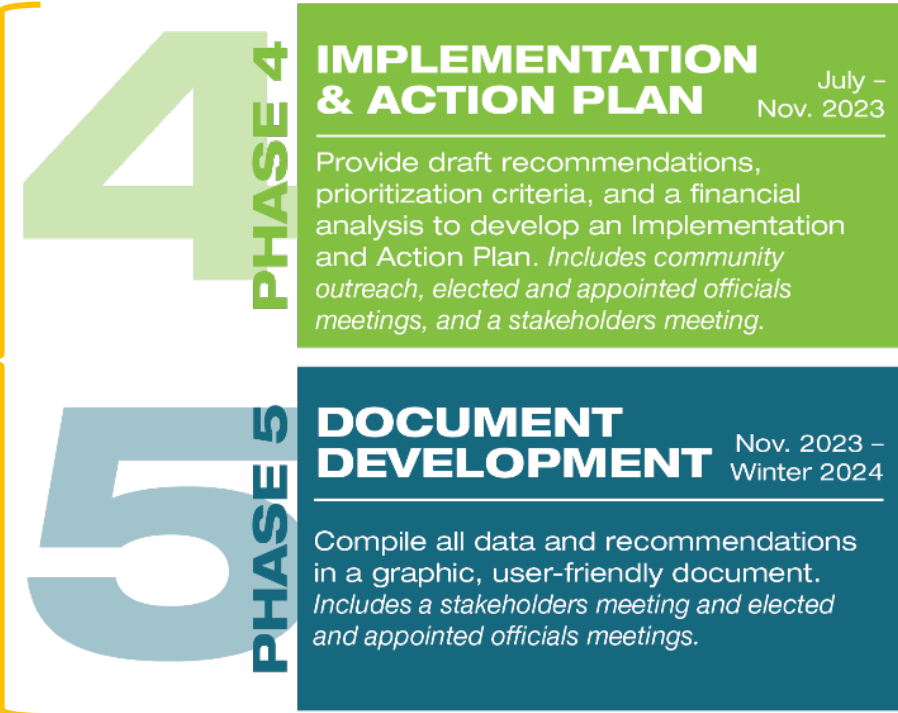 4
PHASE 4
IMPLEMENTATION
& ACTION PLAN
July –
Nov. 2023
Provide draft recommendations,
prioritization criteria, and a financial
analysis to develop an Implementation
and Action Plan. Includes community
outreach, elected and appointed officials
meetings, and a stakeholders meeting.
5
PHASE 5
DOCUMENT
DEVELOPMENT
Nov. 2023 –
Winter 2024
Compile all data and recommendations
in a graphic, user-friendly document.
Includes a stakeholders meeting and elected
and appointed officials meetings.